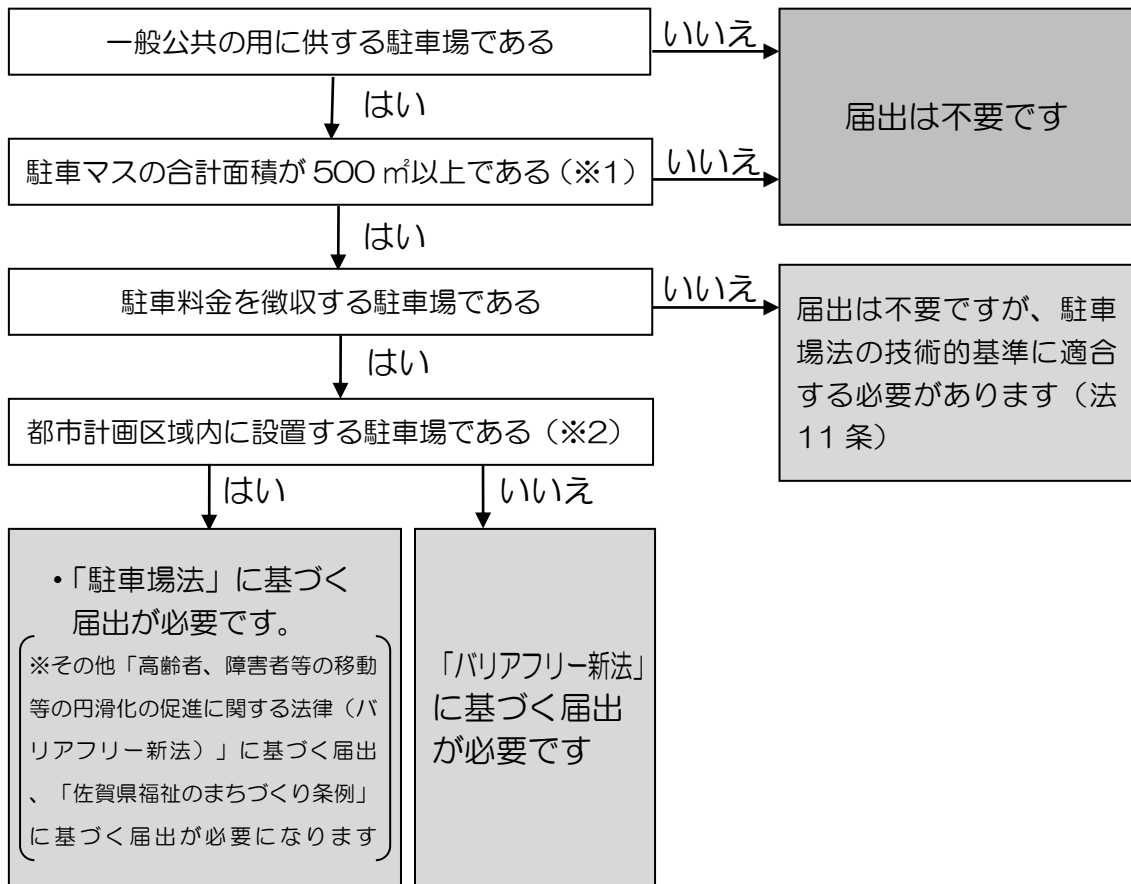 一般公共の用に供する駐車場である
いいえ
届出は不要です
はい
駐車マスの合計面積が 500 ㎡以上である（※1）
いいえ
はい
駐車料金を徴収する駐車場である
いいえ
届出は不要ですが、駐車
場法の技術的基準に適合
する必要があります（法
11 条）
はい
都市計画区域内に設置する駐車場である（※2）
はい
いいえ
・「駐車場法」に基づく
届出が必要です。
※その他「高齢者、障害者等の移動
等の円滑化の促進に関する法律（バ
リアフリー新法）」に基づく届出
、「佐賀県福祉のまちづくり条例」
に基づく届出が必要になります
「バリアフリー新法」
に基づく届出
が必要です